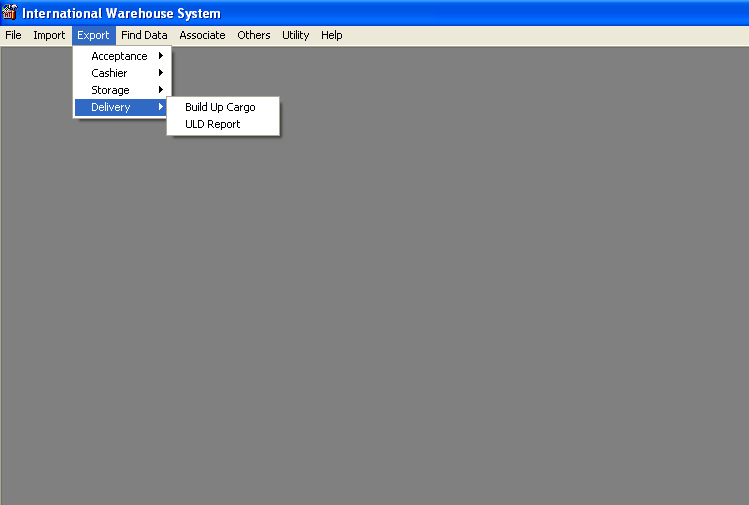 International Warehouse System
File Import Export Find Data Associate Others Utility Help
Acceptance
Cashier
Storage
Delivery
Build Up Cargo
ULD Report